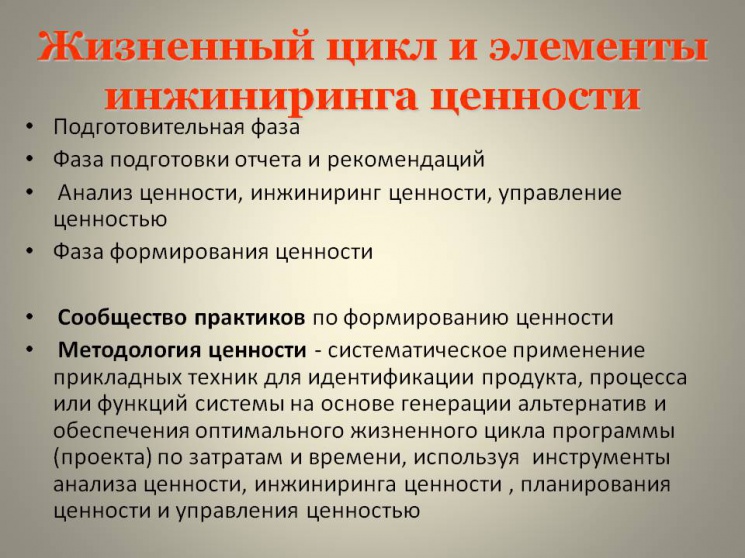 Жизненный цикл и элементы
инжиниринга ценности
• Подготовительная фаза
• Фаза подготовки отчета и рекомендаций
• Анализ ценности, инжиниринг ценности, управление
ценностью
• Фаза формирования ценности
• Сообщество практиков по формированию ценности
• Методология ценности - систематическое применение
прикладных техник для идентификации продукта, процесса
или функций системы на основе генерации альтернатив и
обеспечения оптимального жизненного цикла программы
(проекта) по затратам и времени, используя инструменты
анализа ценности, инжиниринга ценности , планирования
ценности и управления ценностью